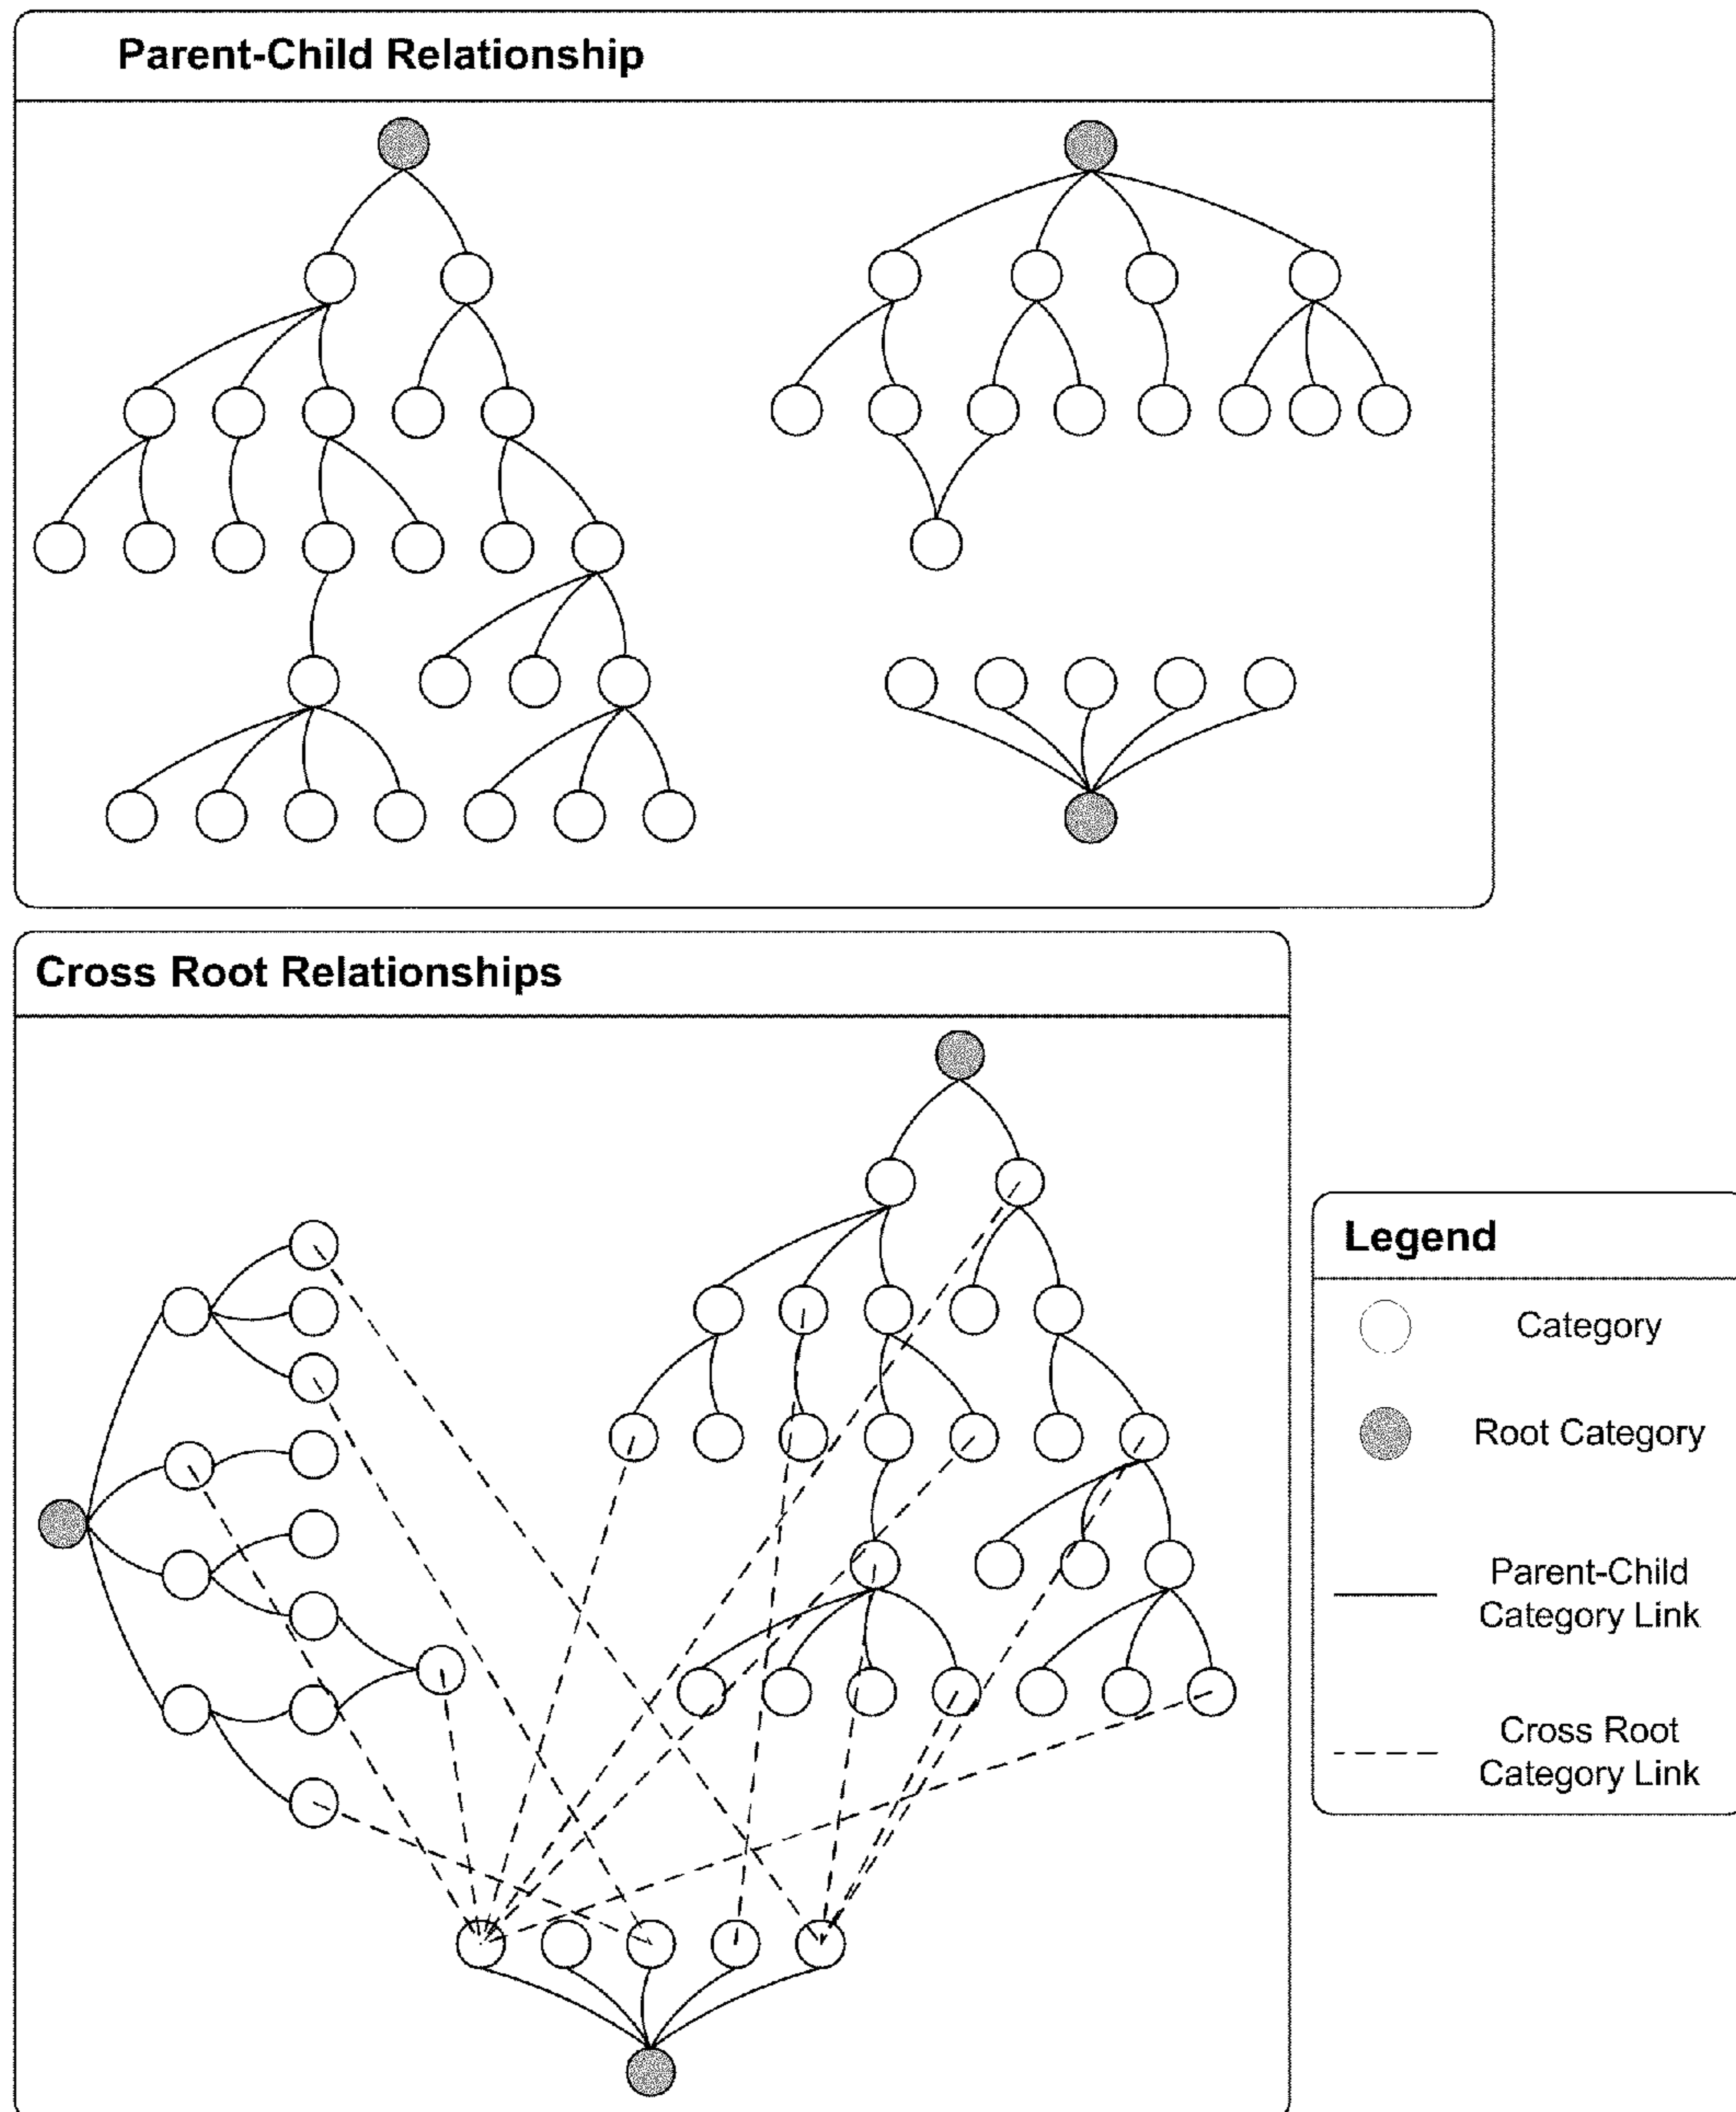 Parent-Child Relationship
Cross Root Relationships
Legend
Category
Root Category
Parent-Child
Category Link
Cross Root
Category Link